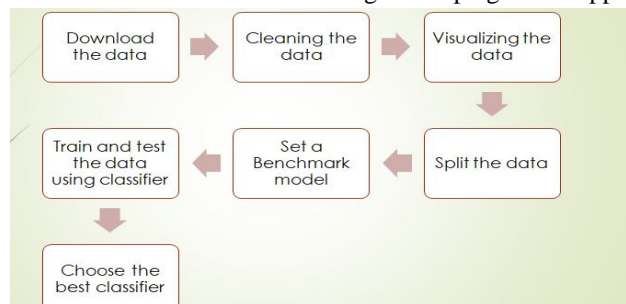 Download
the data
Cleaning the
data
Visualizing the
data
Split the data
Set a
Benchmark
model
Train and test
the data
using classifier
Choose the
best classifier